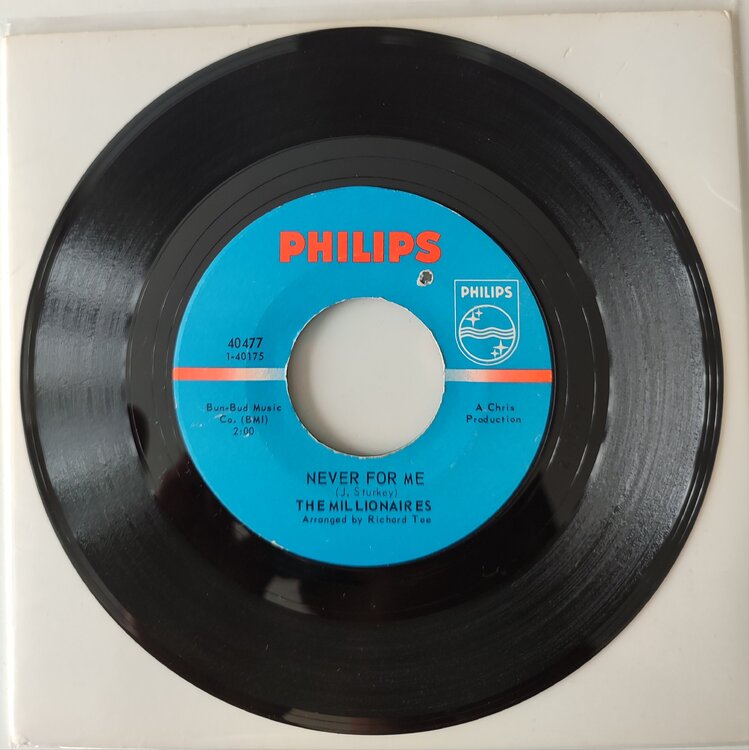 PHILIPS
PHILIPS
40477
1-40175
Bun-Bud Music
Co. (BMI)
2:00
A Chris
Production
NEVER FOR ME
(J. Sturkey)
THE MILLIONAIRES
Arranged by Richard Tee